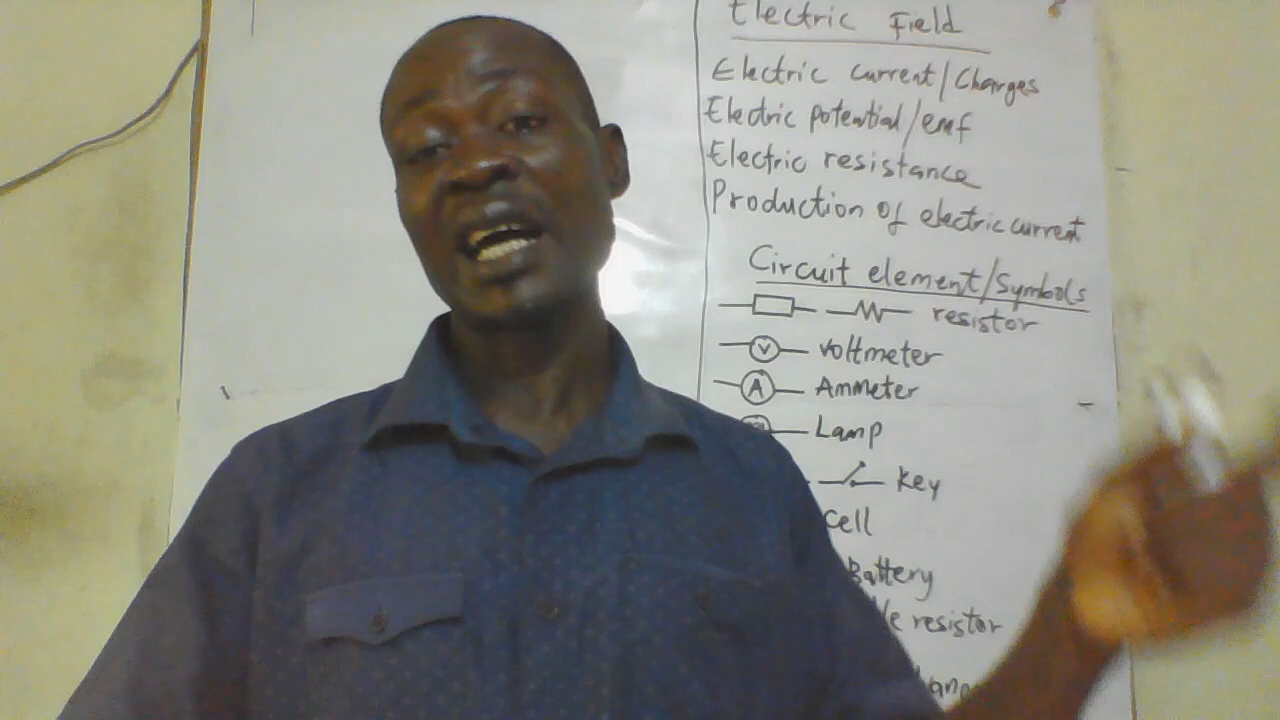 Electric Field
Electric current/Charges
Electric potential/emf
Electric resistance
Production of electric current
Circuit element/Symbols
resistor
V voltmeter
A Ammeter
Lamp
key
Cell
Battery
resistor